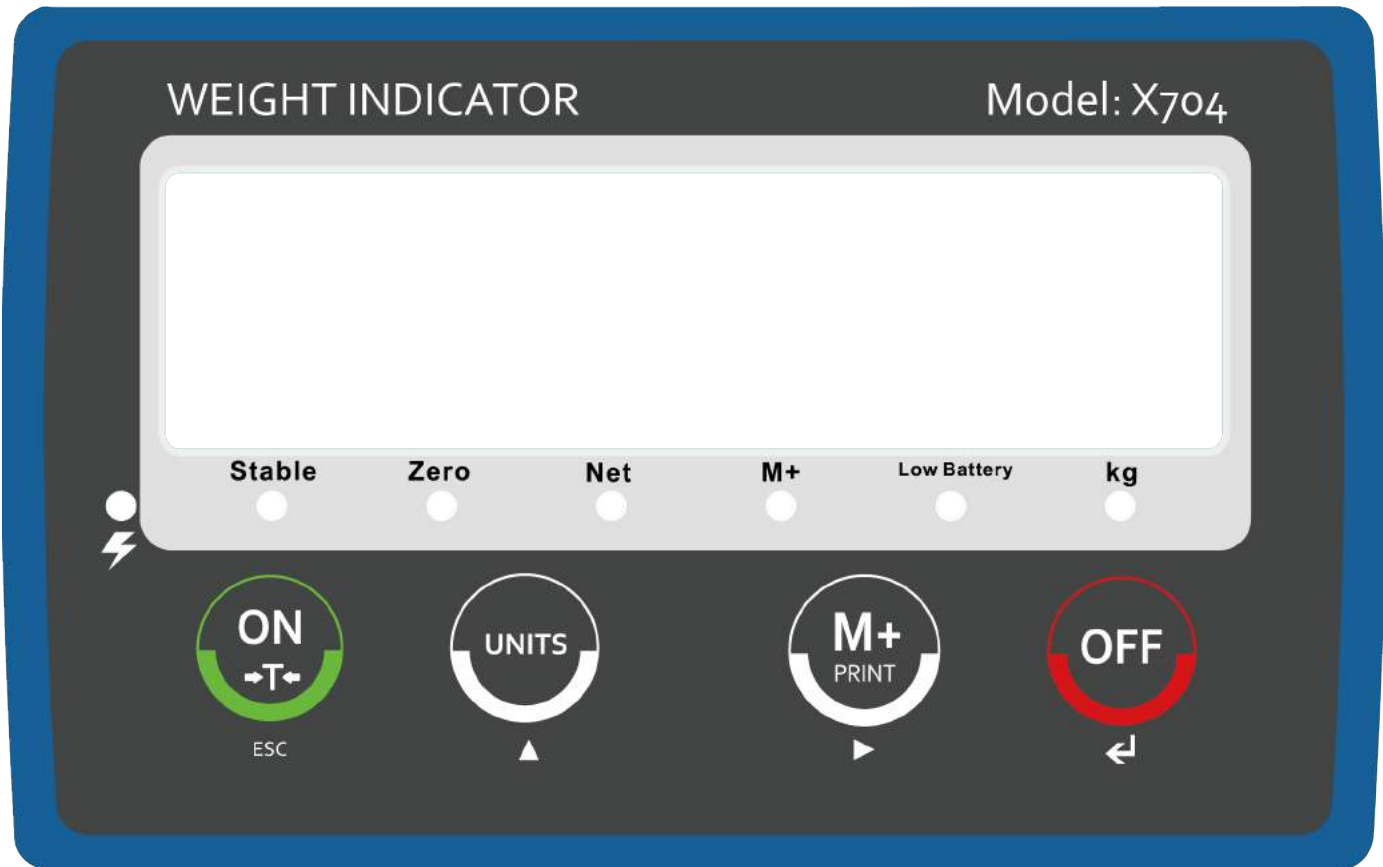 WEIGHT INDICATOR Model: X704
Stable Zero Net M+ Low Battery kg
ON UNITS M+ OFF
T PRINT
ESC